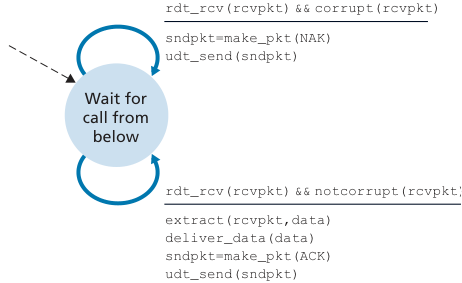 rdt_rcv(rcvpkt) && corrupt(rcvpkt)
sndpkt=make_pkt(NAK)
udt_send(sndpkt)
Wait for
call from
below
rdt_rcv(rcvpkt) && notcorrupt(rcvpkt)
extract(rcvpkt,data)
deliver_data(data)
sndpkt=make_pkt(ACK)
udt_send(sndpkt)